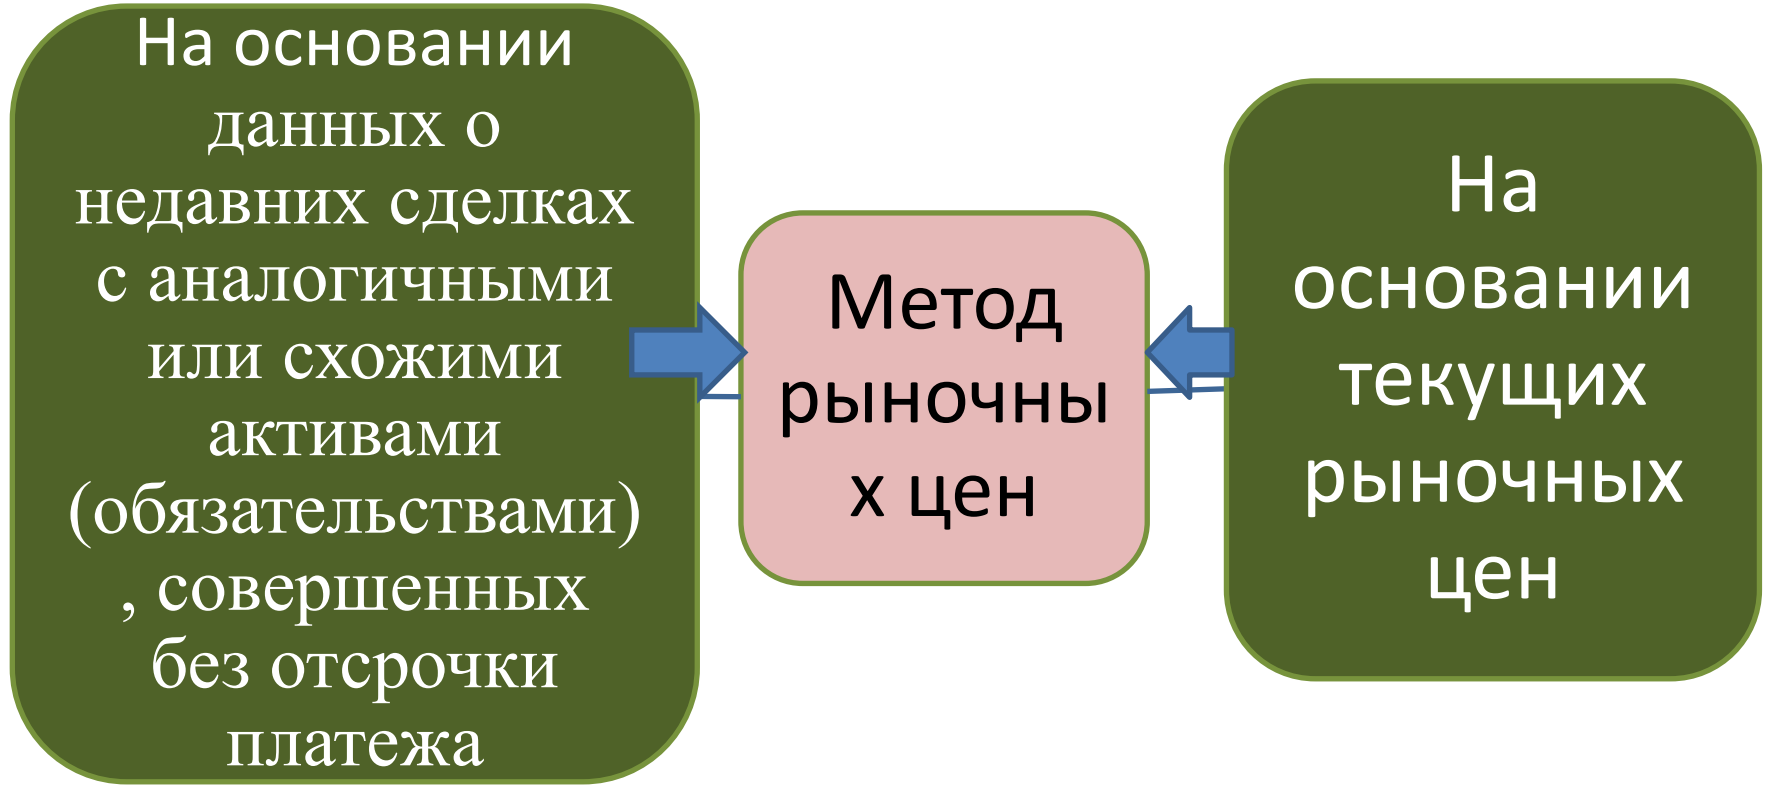 На основании
данных о
недавних сделках
с аналогичными
или схожими
активами
(обязательствами)
, совершенных
без отсрочки
платежа
Метод
рыночны
х цен
На
основании
текущих
рыночных
цен